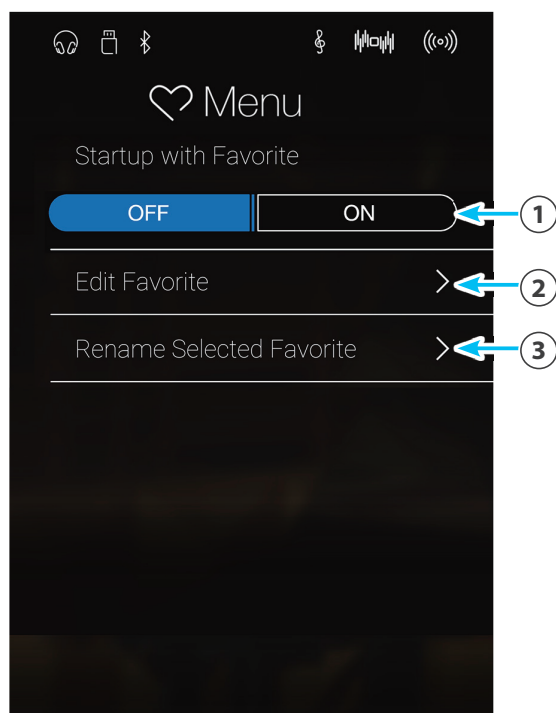 Menu
Startup with Favorite
OFF ON 1
Edit Favorite 2
Rename Selected Favorite 3